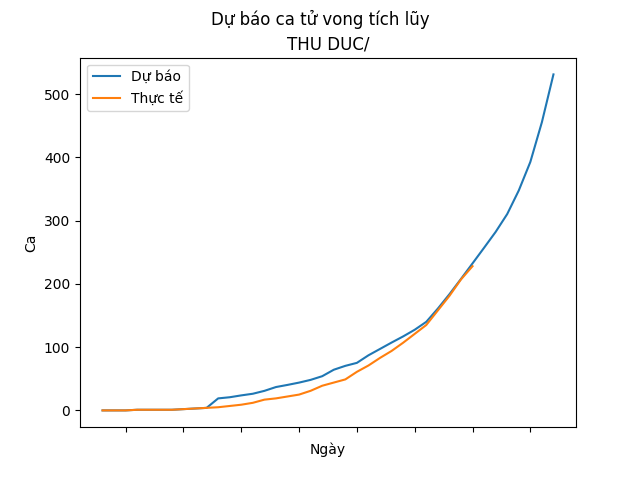 Dự báo ca tử vong tích lũy
THU DUC/
Dự báo
Thực tế
500
400
300
200
100
0
Ca
Ngày